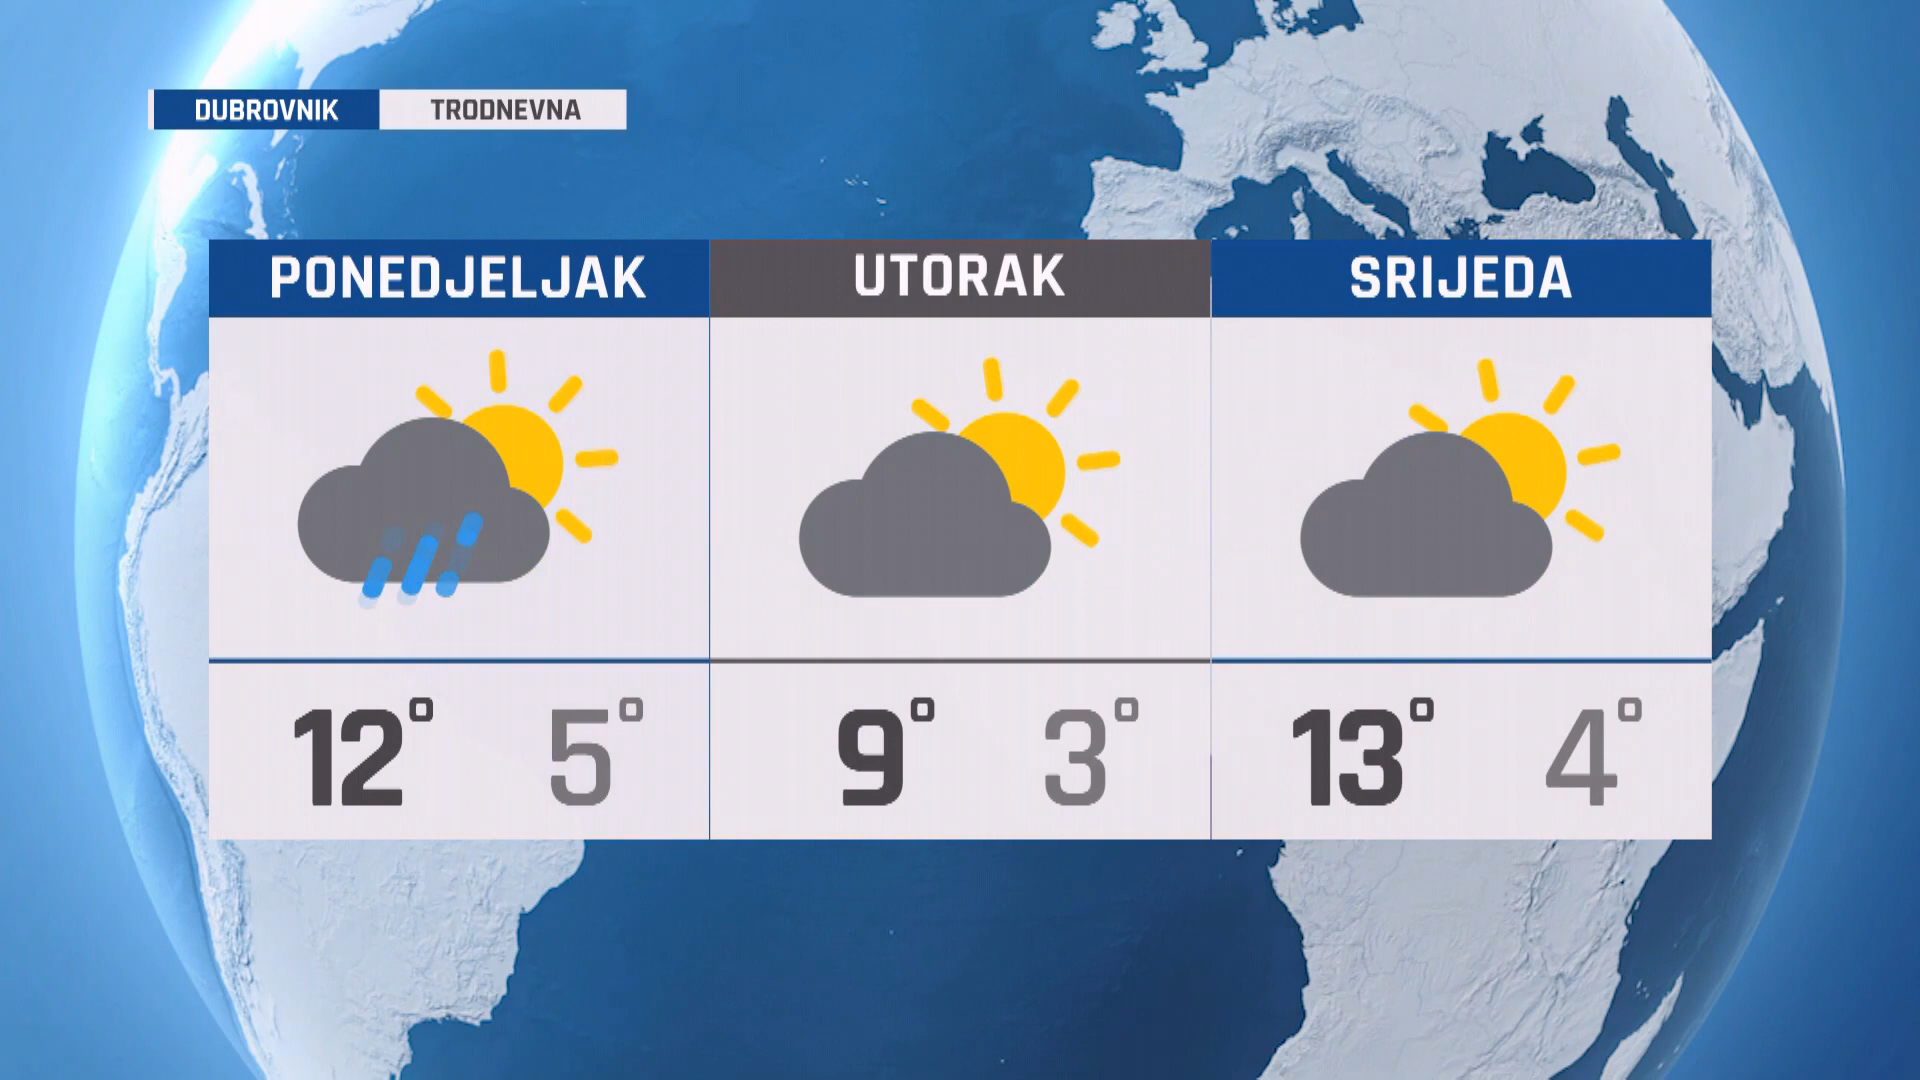 DUBROVNIK TRODNEVNA
PONEDJELJAK UTORAK SRIJEDA
12° 5° 9° 3° 13° 4°